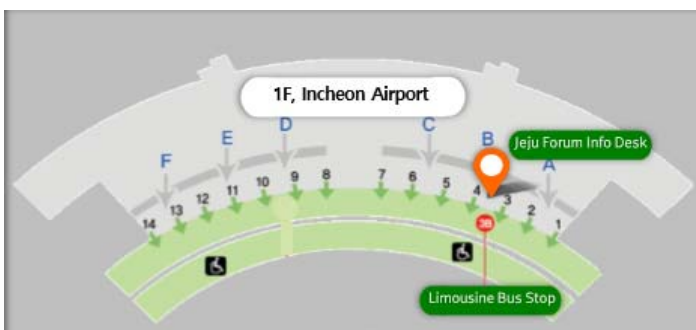 1F, Incheon Airport
F
E
D
C
B
A
Jeju Forum Info Desk
14
13
12
11
10
9
8
7
6
5
4
3
2
1
3B
Limousine Bus Stop